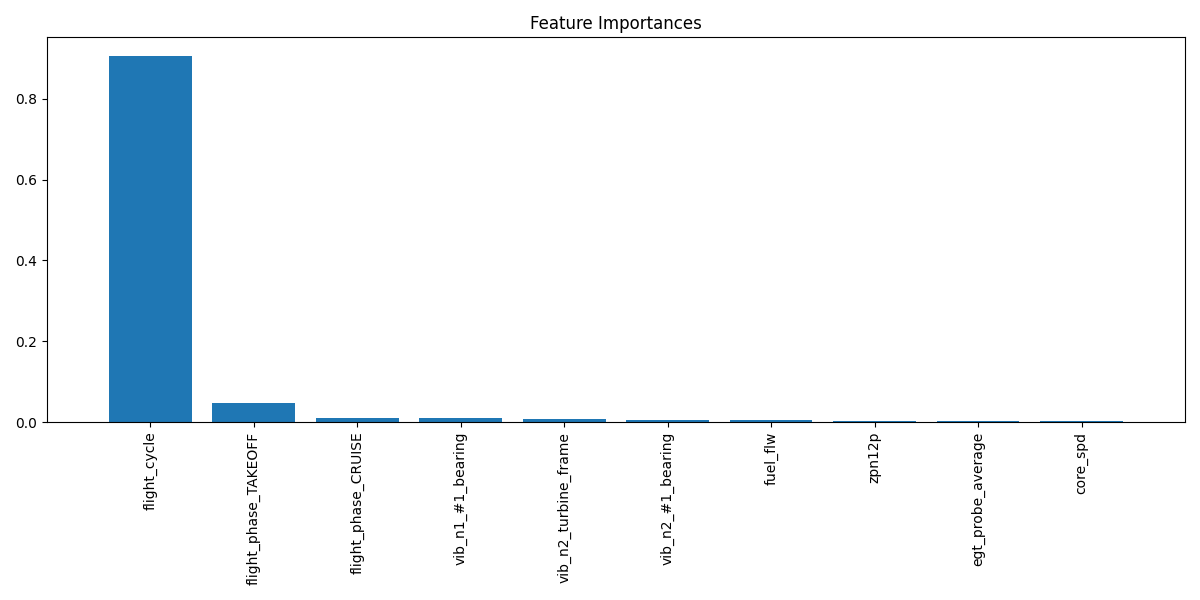 Feature Importances
0.8
0.6
0.4
0.2
0.0
flight_cycle
flight_phase_TAKEOFF
flight_phase_CRUISE
vib_n1_#1_bearing
vib_n2_turbine_frame
vib_n2_#1_bearing
fuel_flw
zpn12p
egt_probe_average
core_spd